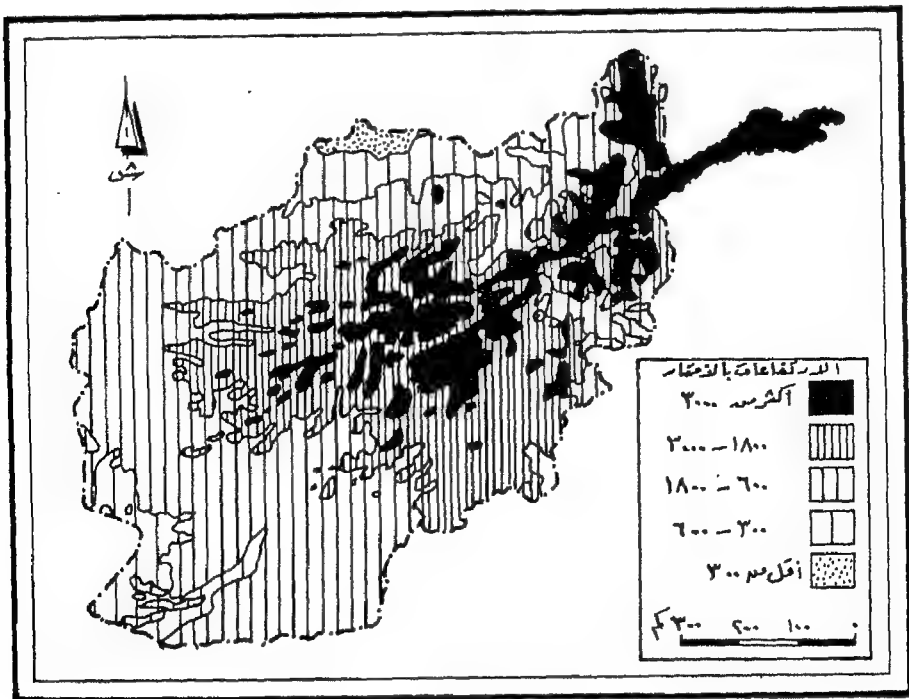 ش
الارتفاعات بالأمتار
أكثر من ٣٠٠٠
١٨٠٠ – ٣٠٠٠
٦٠٠ – ١٨٠٠
٣٠٠ – ٦٠٠
أقل من ٣٠٠
٠ ١٠٠ ٢٠٠ ٣٠٠ كم